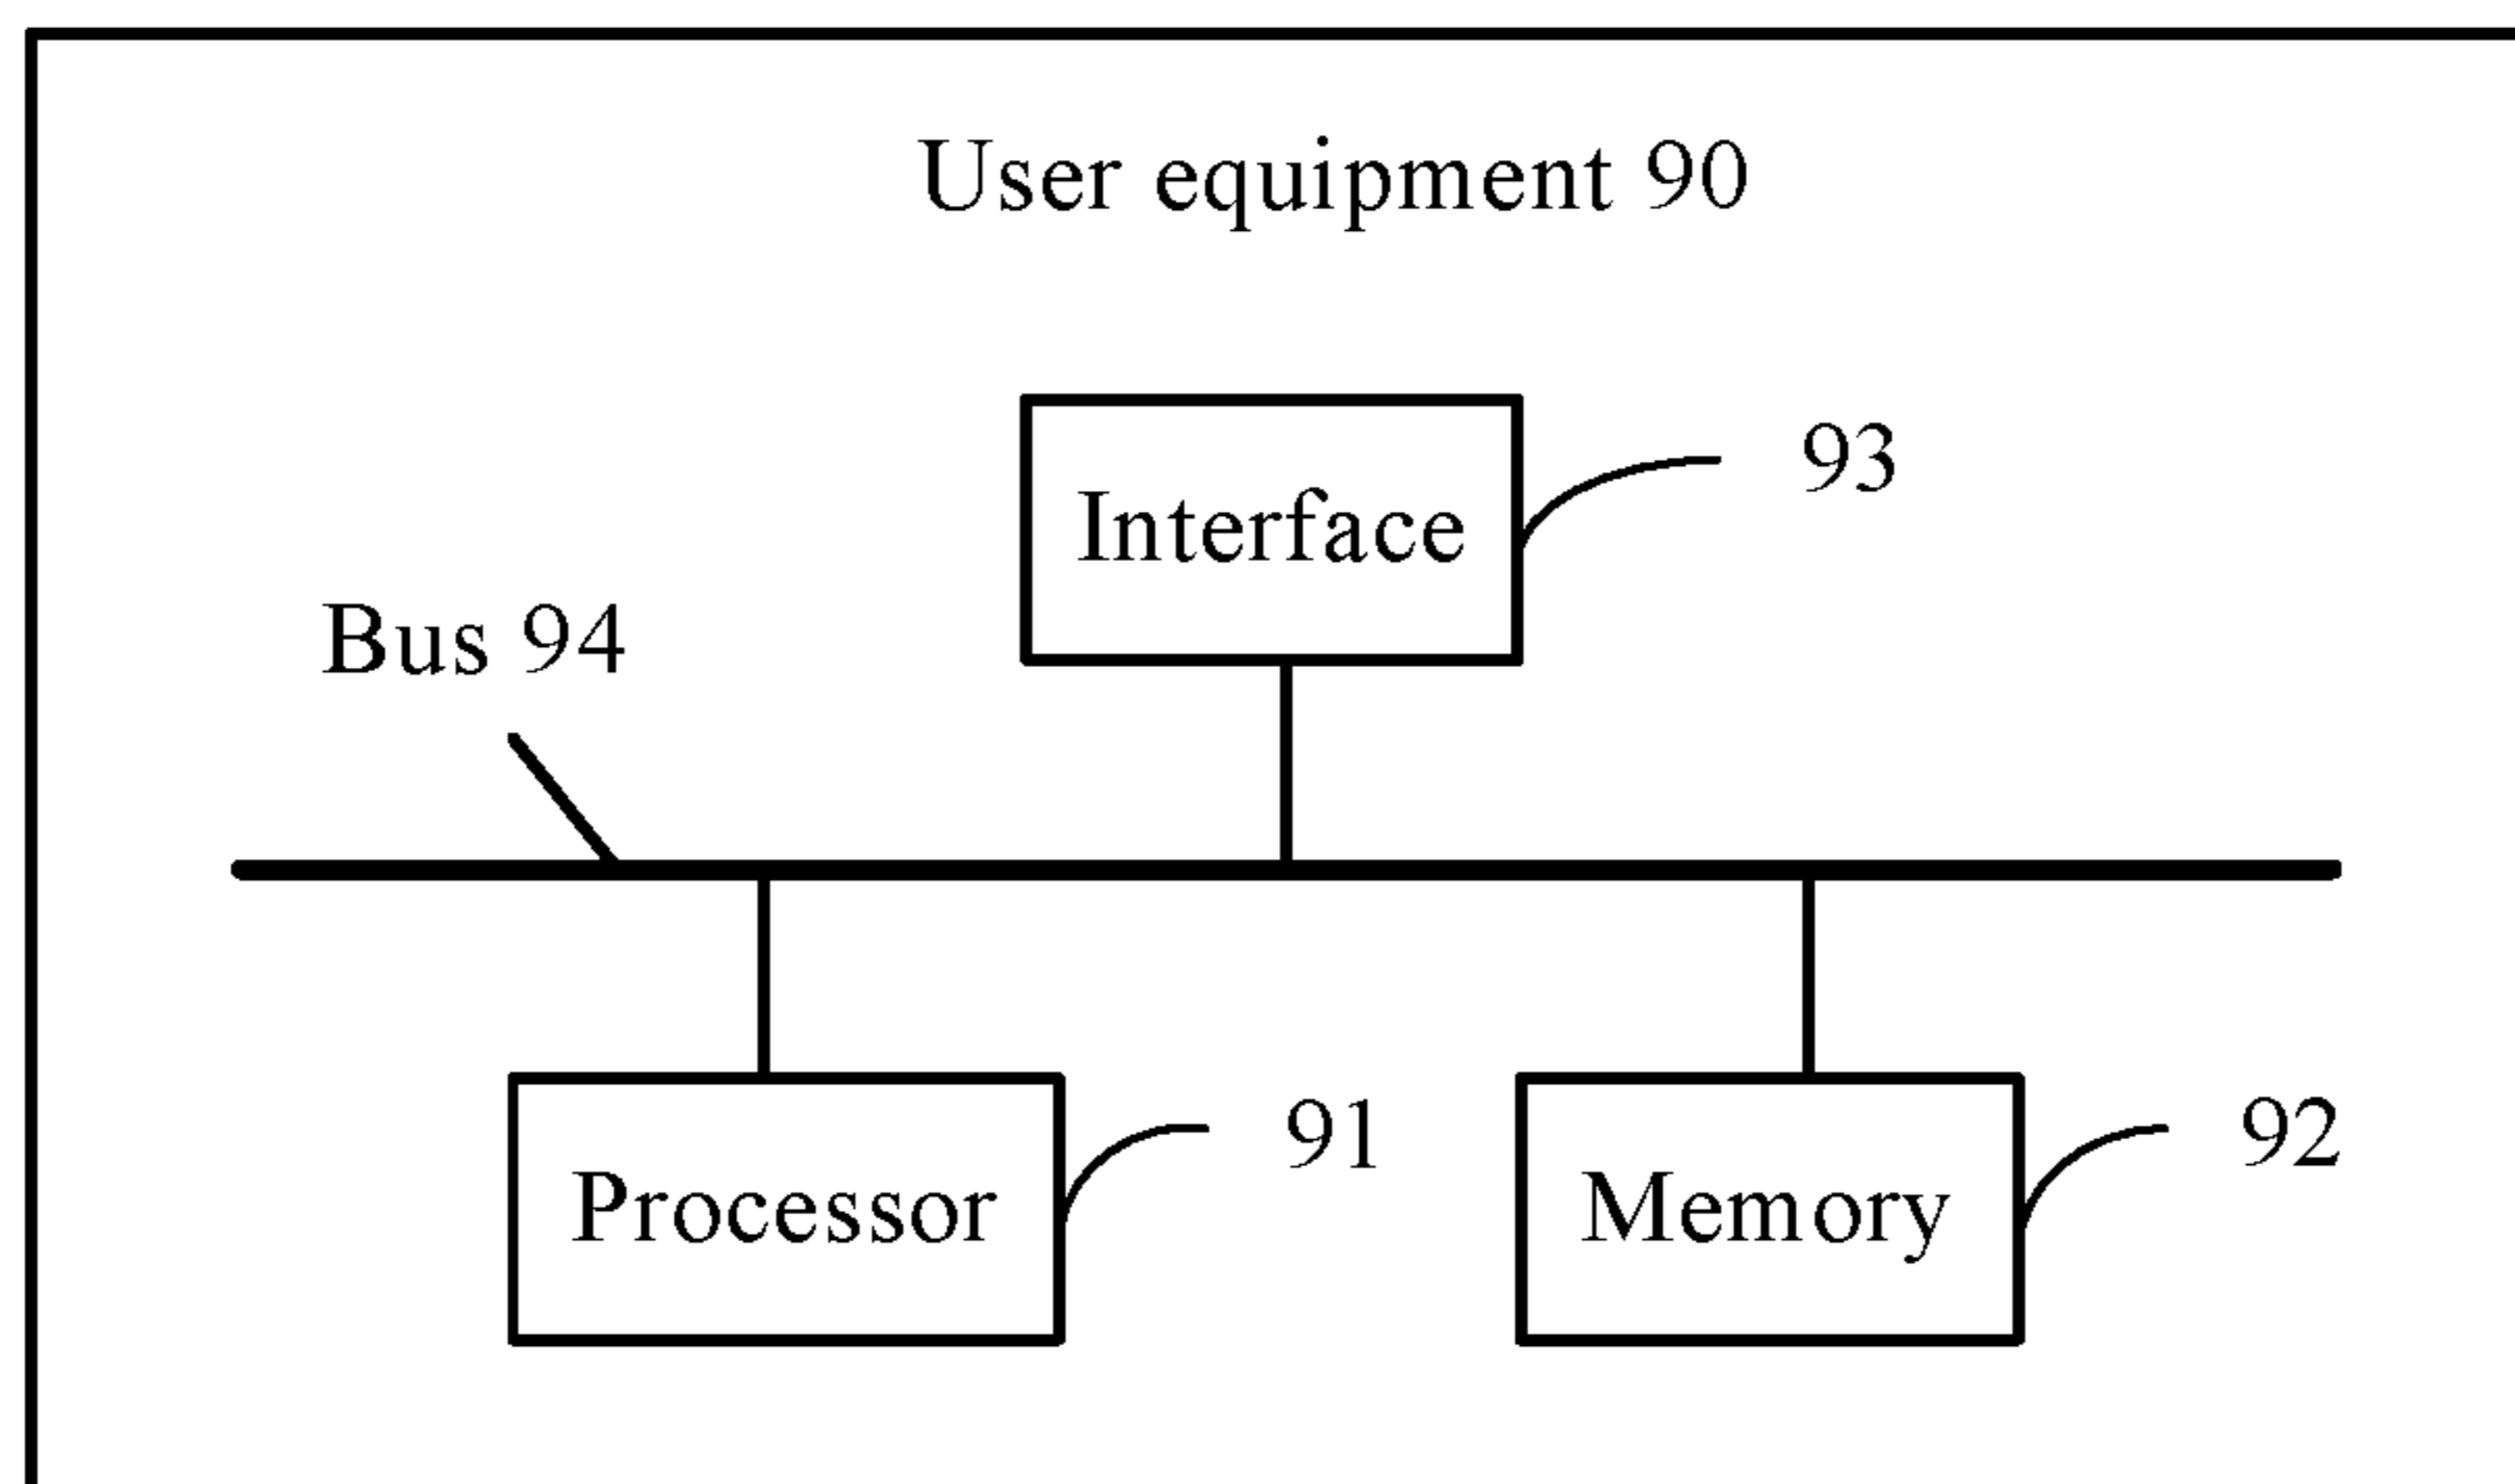 User equipment 90
Interface
93
Bus 94
Processor
91
Memory
92